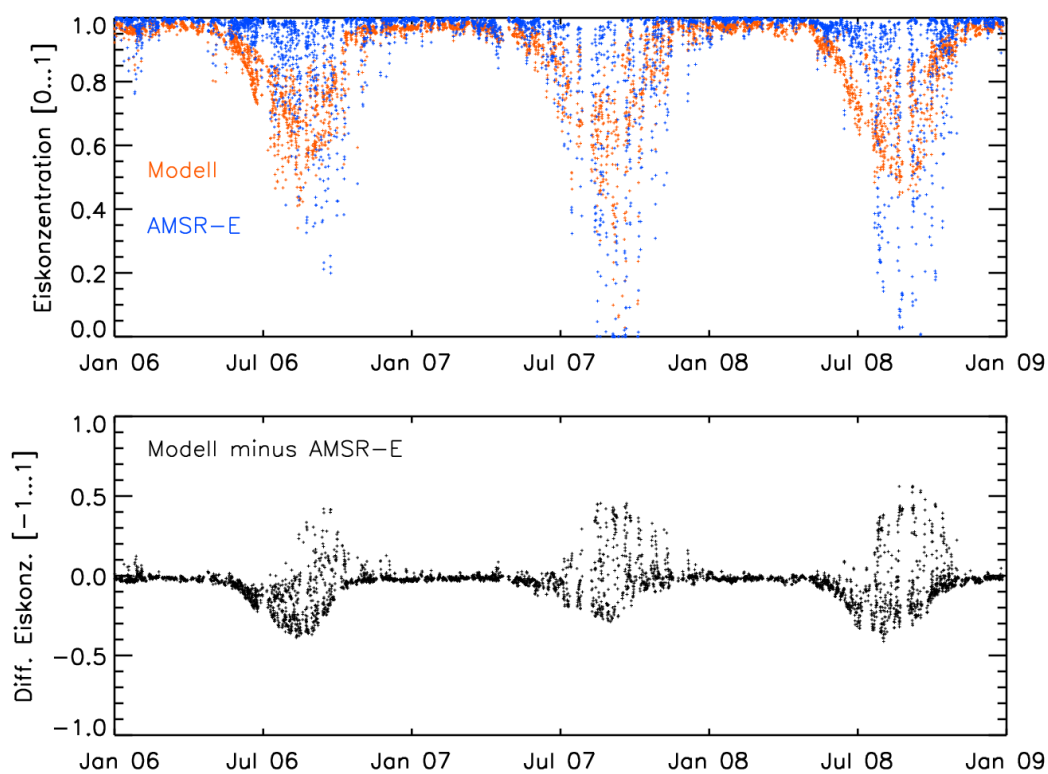 Eiskonzentration [0...1]
1.0
0.8
0.6
0.4
0.2
0.0
Modell
AMSR-E
Jan 06 Jul 06 Jan 07 Jul 07 Jan 08 Jul 08 Jan 09
Diff. Eiskonz. [-1...1]
1.0
0.5
0.0
-0.5
-1.0
Modell minus AMSR-E
Jan 06 Jul 06 Jan 07 Jul 07 Jan 08 Jul 08 Jan 09